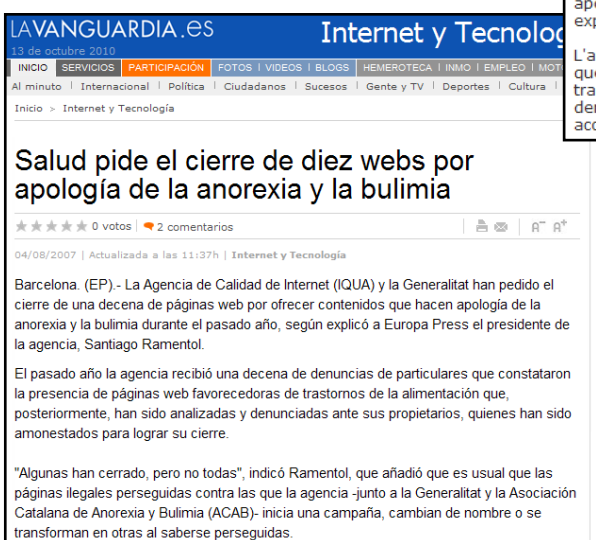 LAVANGUARDIA.es
Internet y Tecnolog
13 de octubre 2010
INICIO SERVICIOS PARTICIPACIÓN FOTOS | VIDEOS | BLOGS HEMEROTECA | INMO | EMPLEO | MOT
Al minuto | Internacional | Política | Ciudadanos | Sucesos | Gente y TV | Deportes | Cultura |
Inicio > Internet y Tecnología
Salud pide el cierre de diez webs por
apología de la anorexia y la bulimia
0 votos | 2 comentarios | A- A+
04/08/2007 | Actualizada a las 11:37h | Internet y Tecnología
Barcelona. (EP).- La Agencia de Calidad de Internet (IQUA) y la Generalitat han pedido el
cierre de una decena de páginas web por ofrecer contenidos que hacen apología de la
anorexia y la bulimia durante el pasado año, según explicó a Europa Press el presidente de
la agencia, Santiago Ramentol.
El pasado año la agencia recibió una decena de denuncias de particulares que constataron
la presencia de páginas web favorecedoras de trastornos de la alimentación que,
posteriormente, han sido analizadas y denunciadas ante sus propietarios, quienes han sido
amonestados para lograr su cierre.
"Algunas han cerrado, pero no todas", indicó Ramentol, que añadió que es usual que las
páginas ilegales perseguidas contra las que la agencia -junto a la Generalitat y la Asociación
Catalana de Anorexia y Bulimia (ACAB)- inicia una campaña, cambian de nombre o se
transforman en otras al saberse perseguidas.
exp
L'a
que
tra
der